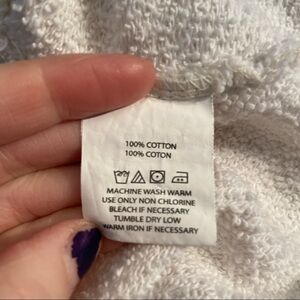 100% COTTON
100% COTON
MACHINE WASH WARM
USE ONLY NON CHLORINE
BLEACH IF NECESSARY
TUMBLE DRY LOW
WARM IRON IF NECESSARY